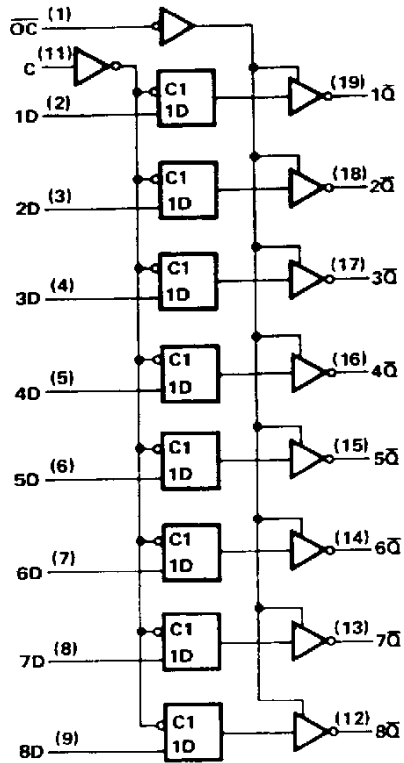 O̅C̅ (1)
C (11)
C1 (19) 1Q̅
1D (2) 1D
C1 (18) 2Q̅
2D (3) 1D
C1 (17) 3Q̅
3D (4) 1D
C1 (16) 4Q̅
4D (5) 1D
C1 (15) 5Q̅
5D (6) 1D
C1 (14) 6Q̅
6D (7) 1D
C1 (13) 7Q̅
7D (8) 1D
C1 (12) 8Q̅
8D (9) 1D